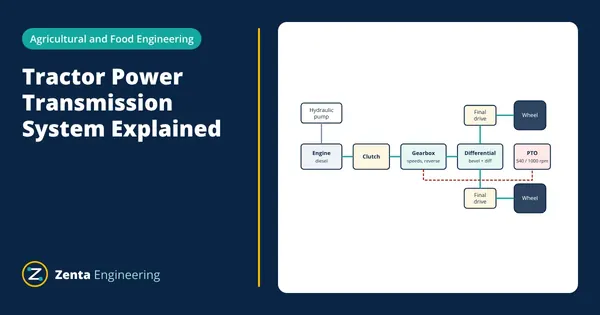 Agricultural and Food Engineering
Tractor Power
Transmission
System Explained
Zenta Engineering
Hydraulic
pump
Final
drive
Wheel
Engine
diesel
Clutch
Gearbox
speeds, reverse
Differential
bevel + diff
PTO
540 / 1000 rpm
Final
drive
Wheel